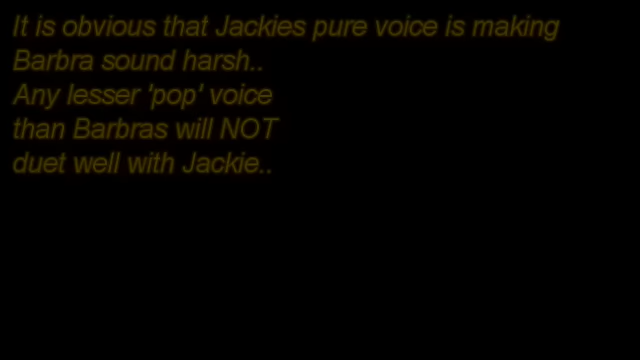 It is obvious that Jackies pure voice is making
Barbra sound harsh..
Any lesser 'pop' voice
than Barbras will NOT
duet well with Jackie..